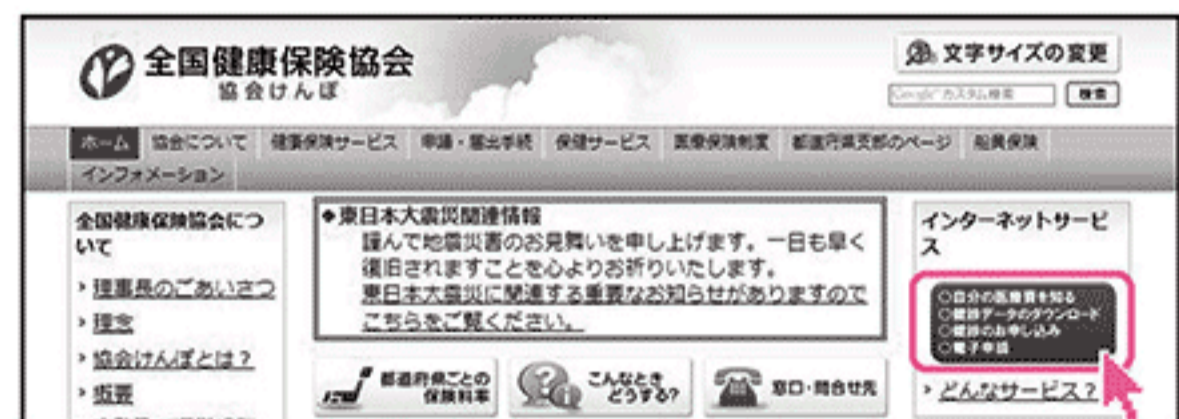 全国健康保険協会
協会けんぽ
文字サイズの変更
Google カスタム検索
検索
ホーム 協会について 健康保険サービス 申請・届出手続 保健サービス 医療保険制度 都道府県支部のページ 船員保険
インフォメーション
全国健康保険協会につ
いて
理事長のごあいさつ
理念
協会けんぽとは？
概要
◆東日本大震災関連情報
謹んで地震災害のお見舞いを申し上げます。一日も早く
復旧されますことを心よりお祈りいたします。
東日本大震災に関連する重要なお知らせがありますので
こちらをご覧ください。
都道府県ごとの
保険料率
こんなとき
どうする?
窓口・問合せ先
インターネットサービ
ス
○自分の医療費を知る
○健診データのダウンロード
○健診のお申し込み
○電子申請
どんなサービス？